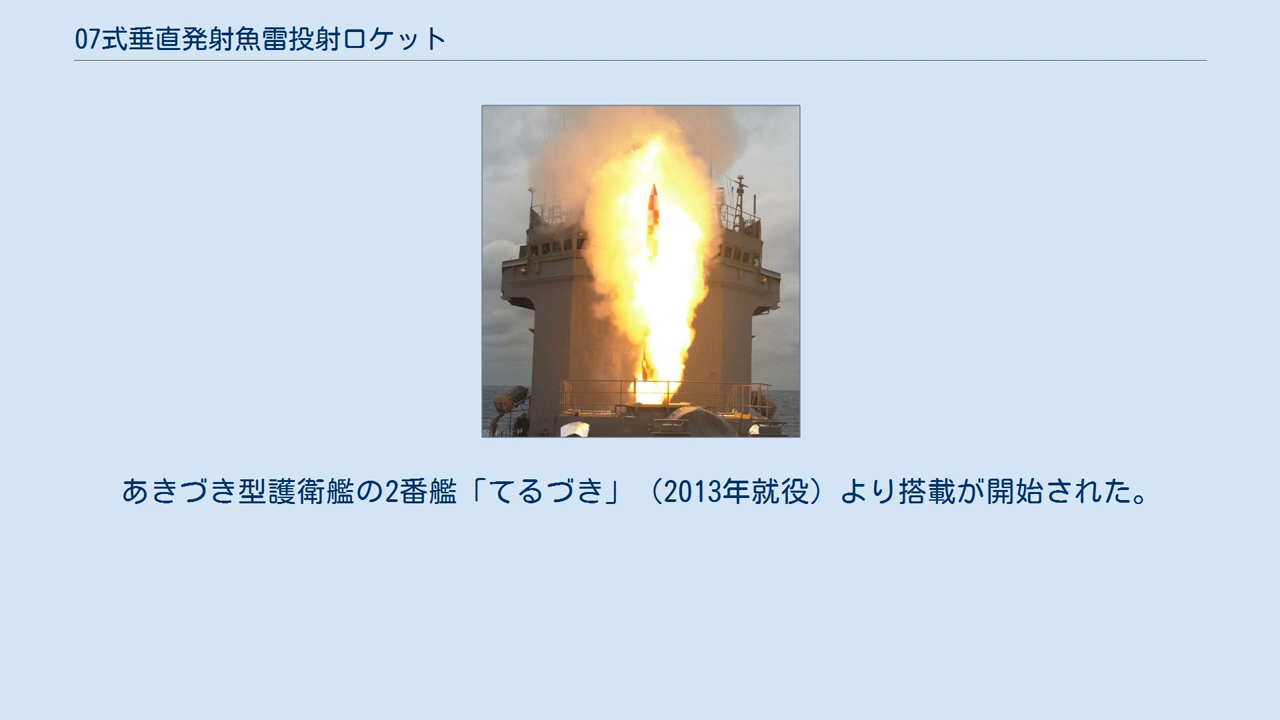 07式垂直発射魚雷投射ロケット
あきづき型護衛艦の2番艦「てるづき」（2013年就役）より搭載が開始された。